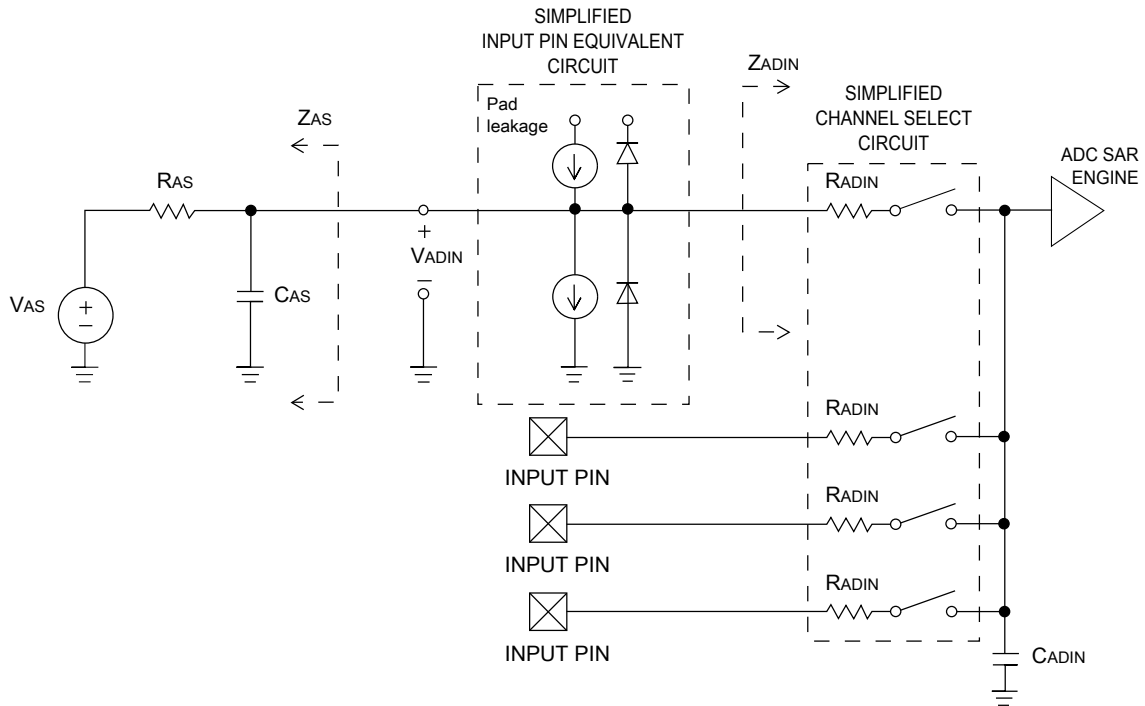 SIMPLIFIED
INPUT PIN EQUIVALENT
CIRCUIT
Pad
leakage
ZAS
RAS
VAS
+
−
CAS
+
VADIN
−
ZADIN
SIMPLIFIED
CHANNEL SELECT
CIRCUIT
RADIN
ADC SAR
ENGINE
RADIN
INPUT PIN
RADIN
INPUT PIN
RADIN
INPUT PIN
CADIN